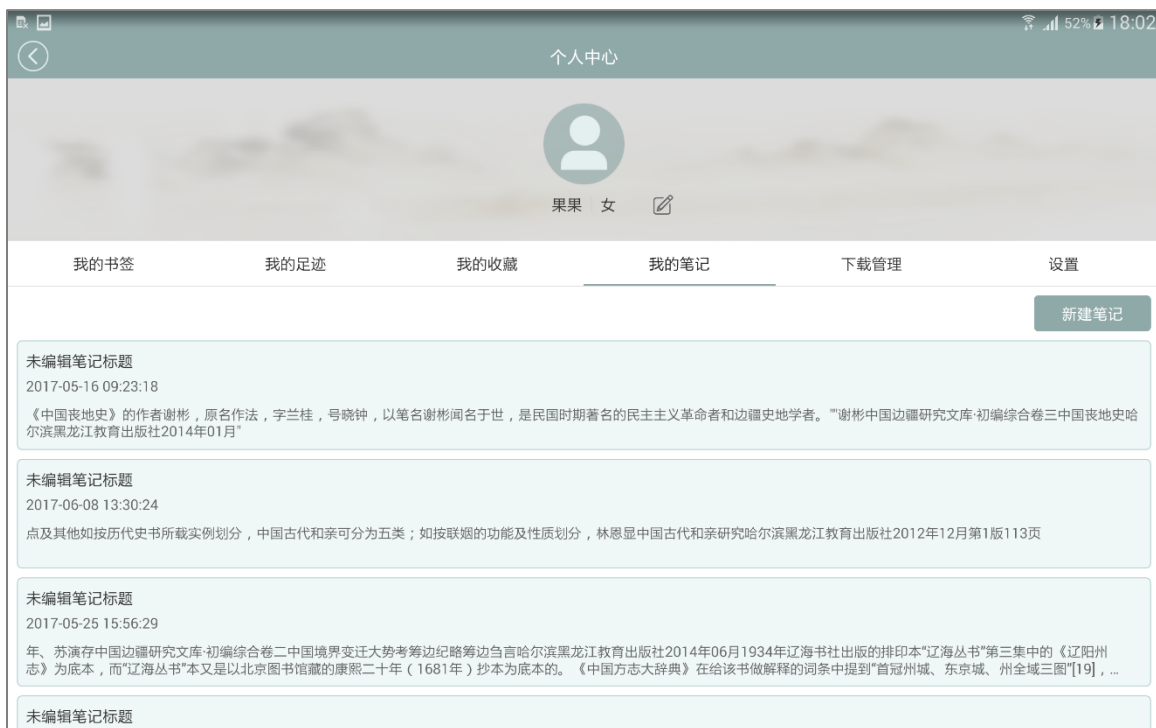 52% 18:02
个人中心
果果 女
我的书签 我的足迹 我的收藏 我的笔记 下载管理 设置
新建笔记
未编辑笔记标题
2017-05-16 09:23:18
《中国丧地史》的作者谢彬，原名作法，字兰桂，号晓钟，以笔名谢彬闻名于世，是民国时期著名的民主主义革命者和边疆史地学者。""谢彬中国边疆研究文库·初编综合卷三中国丧地史哈
尔滨黑龙江教育出版社2014年01月"
未编辑笔记标题
2017-06-08 13:30:24
点及其他如按历代史书所载实例划分，中国古代和亲可分为五类；如按联姻的功能及性质划分，林恩显中国古代和亲研究哈尔滨黑龙江教育出版社2012年12月第1版113页
未编辑笔记标题
2017-05-25 15:56:29
年、苏演存中国边疆研究文库·初编综合卷二中国境界变迁大势考筹边纪略筹边刍言哈尔滨黑龙江教育出版社2014年06月1934年辽海书社出版的排印本“辽海丛书”第三集中的《辽阳州
志》为底本，而“辽海丛书”本又是以北京图书馆藏的康熙二十年（1681年）抄本为底本的。《中国方志大辞典》在给该书做解释的词条中提到“首冠州城、东京城、州全域三图”[19]，...
未编辑笔记标题